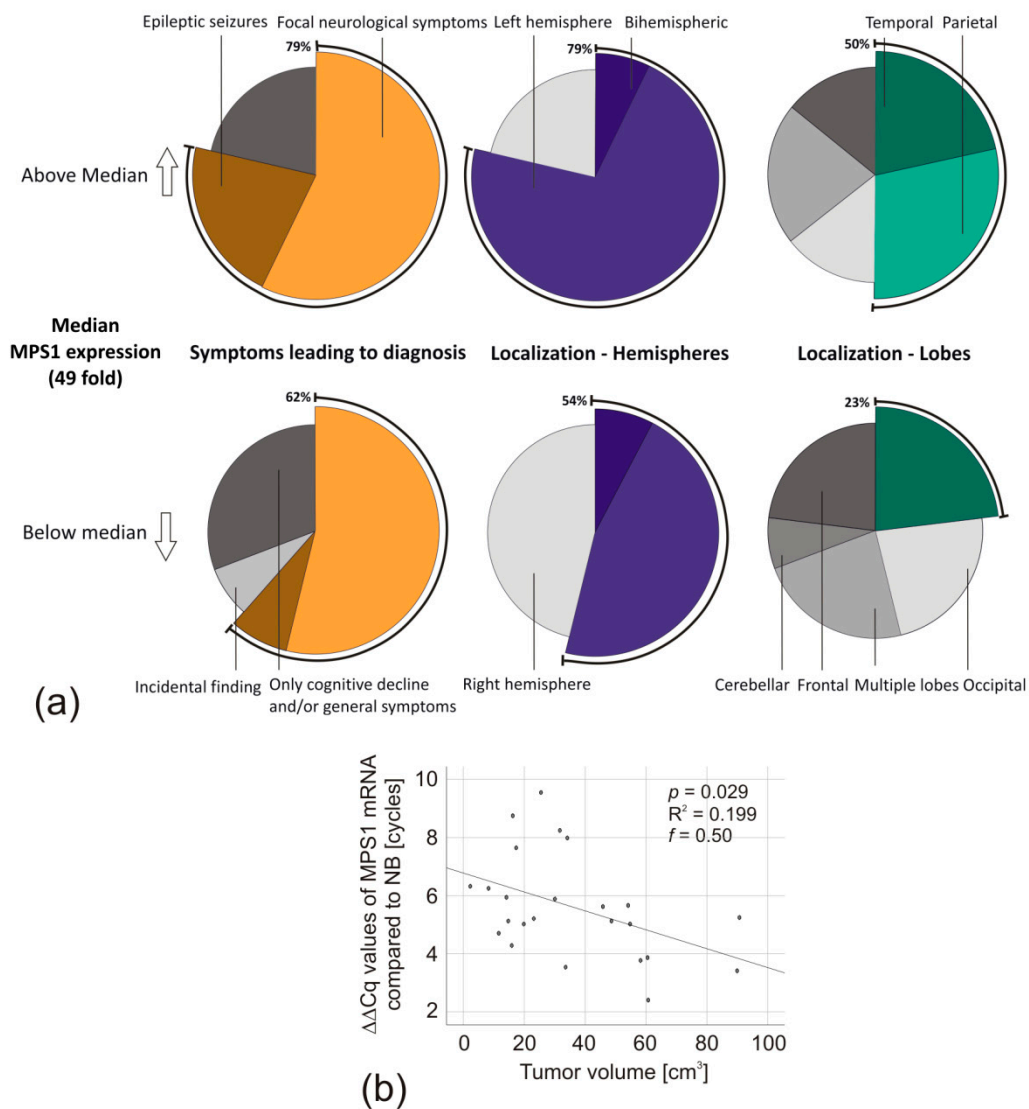 Epileptic seizures Focal neurological symptoms Left hemisphere Bihemispheric Temporal Parietal
79% 79% 50%
Above Median
Median
MPS1 expression
(49 fold)
Symptoms leading to diagnosis Localization - Hemispheres Localization - Lobes
62% 54% 23%
Below median
Incidental finding Only cognitive decline
and/or general symptoms
Right hemisphere
Cerebellar Frontal Multiple lobes Occipital
(a)
ΔΔCq values of MPS1 mRNA
compared to NB [cycles]
10
8
6
4
2
p = 0.029
R² = 0.199
f = 0.50
0 20 40 60 80 100
Tumor volume [cm³]
(b)